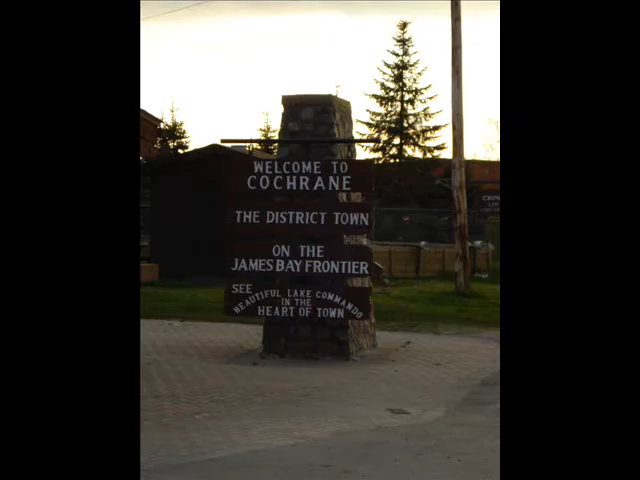 WELCOME TO
COCHRANE
THE DISTRICT TOWN
ON THE
JAMES BAY FRONTIER
SEE
BEAUTIFUL LAKE COMMANDO
IN THE
HEART OF TOWN